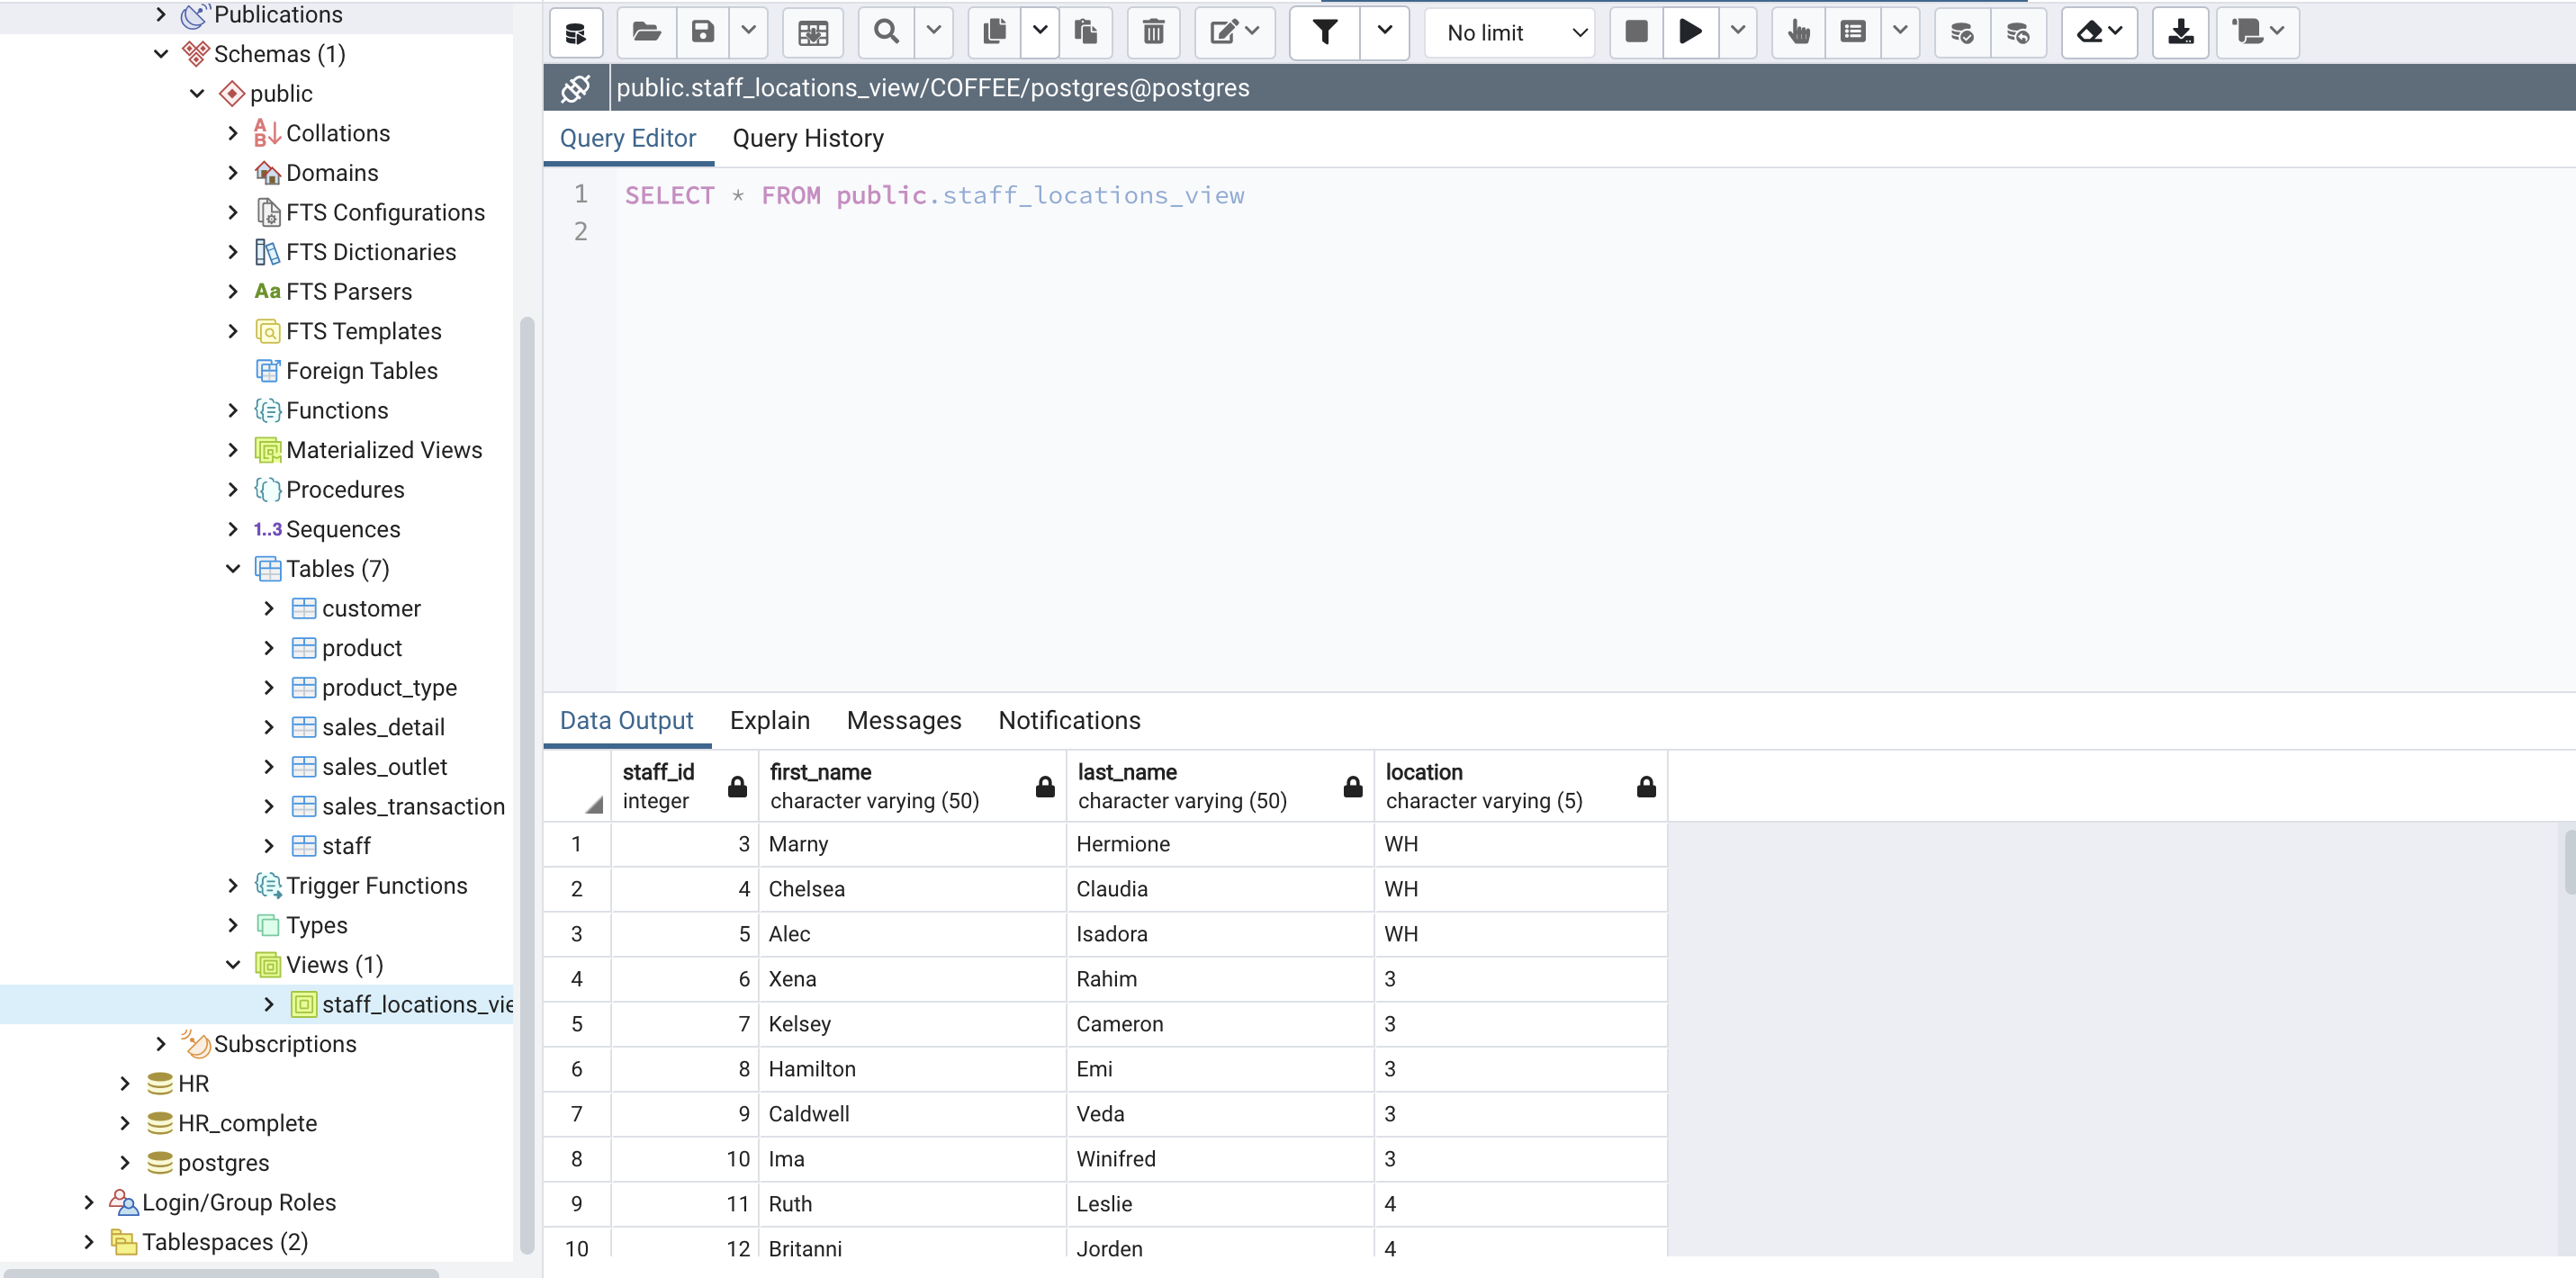 Publications
Schemas (1)
public
Collations
Domains
FTS Configurations
FTS Dictionaries
Aa FTS Parsers
FTS Templates
Foreign Tables
Functions
Materialized Views
Procedures
1..3 Sequences
Tables (7)
customer
product
product_type
sales_detail
sales_outlet
sales_transaction
staff
Trigger Functions
Types
Views (1)
staff_locations_vie
Subscriptions
HR
HR_complete
postgres
Login/Group Roles
Tablespaces (2)
No limit
public.staff_locations_view/COFFEE/postgres@postgres
Query Editor Query History
1 SELECT * FROM public.staff_locations_view
2
Data Output Explain Messages Notifications
staff_id first_name last_name location
integer character varying (50) character varying (50) character varying (5)
1 3 Marny Hermione WH
2 4 Chelsea Claudia WH
3 5 Alec Isadora WH
4 6 Xena Rahim 3
5 7 Kelsey Cameron 3
6 8 Hamilton Emi 3
7 9 Caldwell Veda 3
8 10 Ima Winifred 3
9 11 Ruth Leslie 4
10 12 Britanni Jorden 4